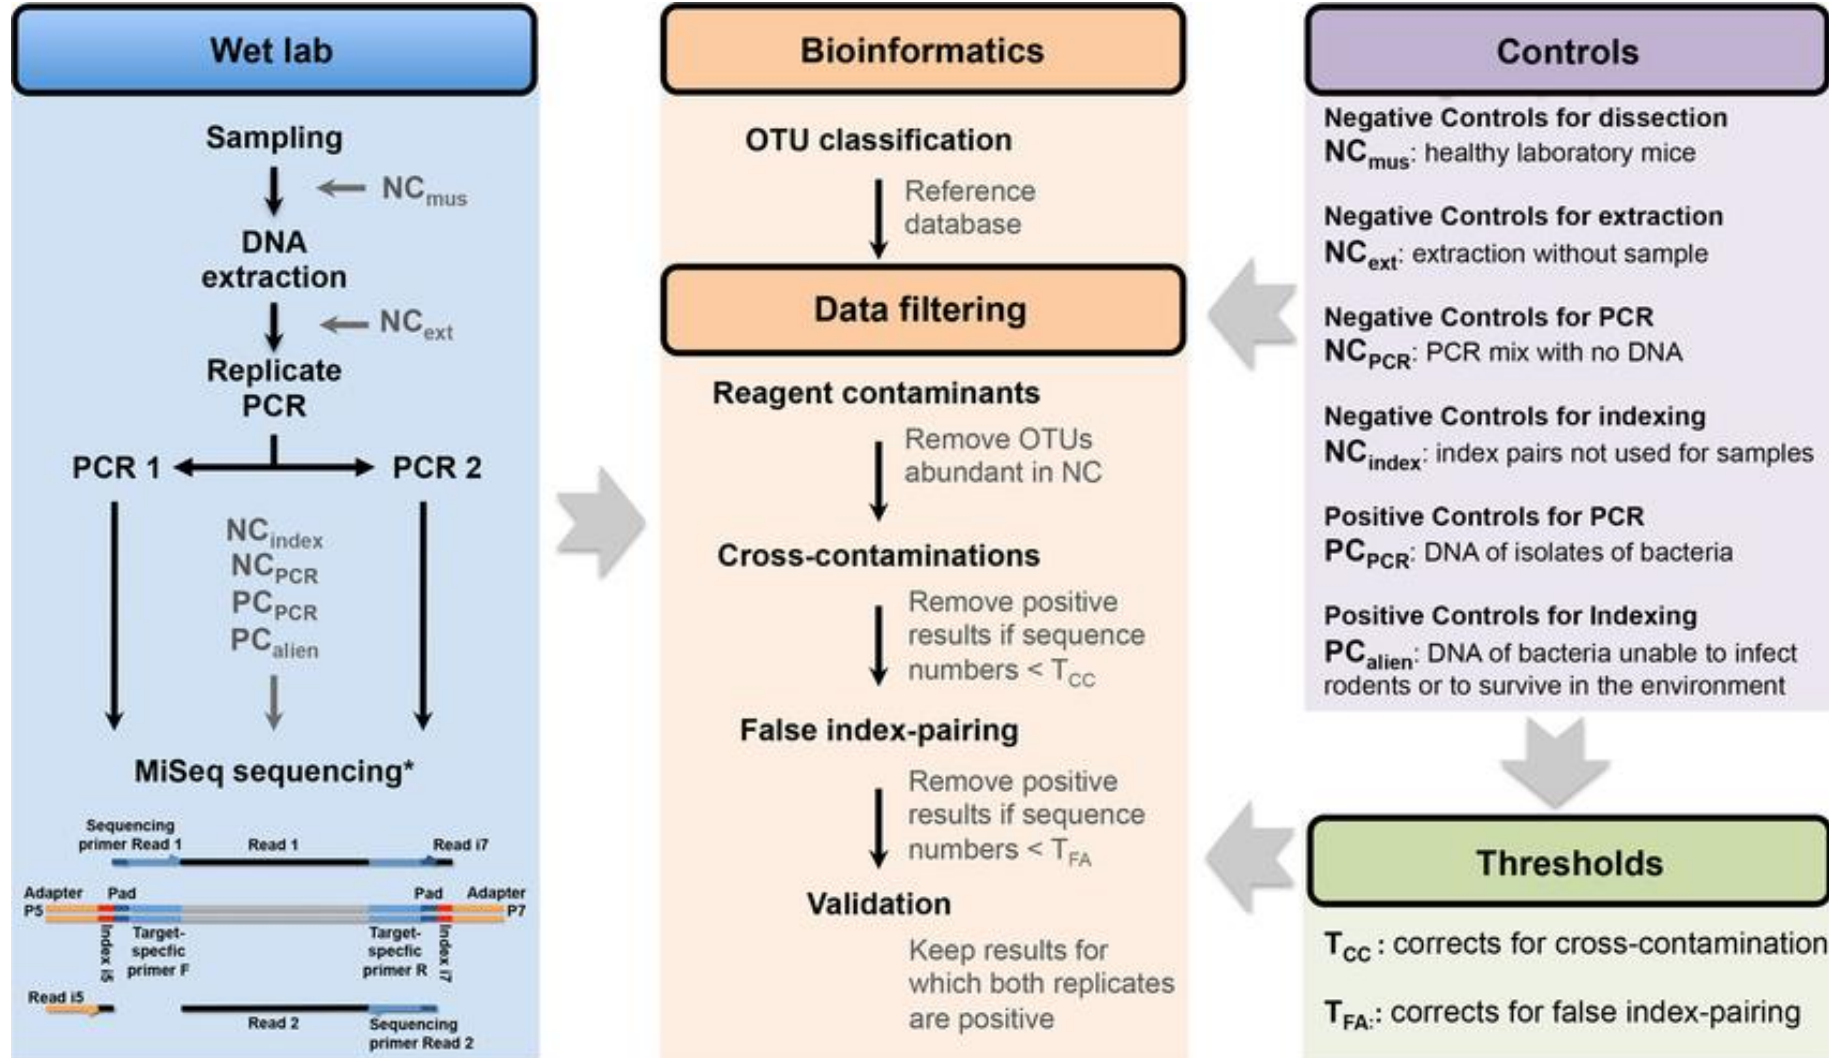 Wet lab
Sampling
NCmus
DNA
extraction
NCext
Replicate
PCR
PCR 1
PCR 2
NCindex
NCPCR
PCPCR
PCalien
MiSeq sequencing*
Sequencing
primer Read 1
Read 1
Read i7
Adapter
P5
Pad
Pad
Adapter
P7
Index i5
Target-
specfic
primer F
Target-
specfic
primer R
Index i7
Read i5
Read 2
Sequencing
primer Read 2
Bioinformatics
OTU classification
Reference
database
Data filtering
Reagent contaminants
Remove OTUs
abundant in NC
Cross-contaminations
Remove positive
results if sequence
numbers < TCC
False index-pairing
Remove positive
results if sequence
numbers < TFA
Validation
Keep results for
which both replicates
are positive
Controls
Negative Controls for dissection
NCmus: healthy laboratory mice
Negative Controls for extraction
NCext: extraction without sample
Negative Controls for PCR
NCPCR: PCR mix with no DNA
Negative Controls for indexing
NCindex: index pairs not used for samples
Positive Controls for PCR
PCPCR: DNA of isolates of bacteria
Positive Controls for Indexing
PCalien: DNA of bacteria unable to infect
rodents or to survive in the environment
Thresholds
TCC : corrects for cross-contamination
TFA:: corrects for false index-pairing